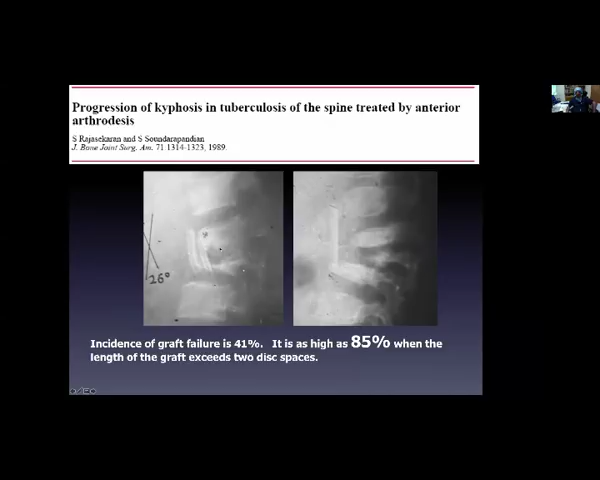 Progression of kyphosis in tuberculosis of the spine treated by anterior
arthrodesis
S Rajasekaran and S Soundarapandian
J. Bone Joint Surg. Am. 71:1314-1323, 1989.
26°
Incidence of graft failure is 41%. It is as high as 85% when the
length of the graft exceeds two disc spaces.